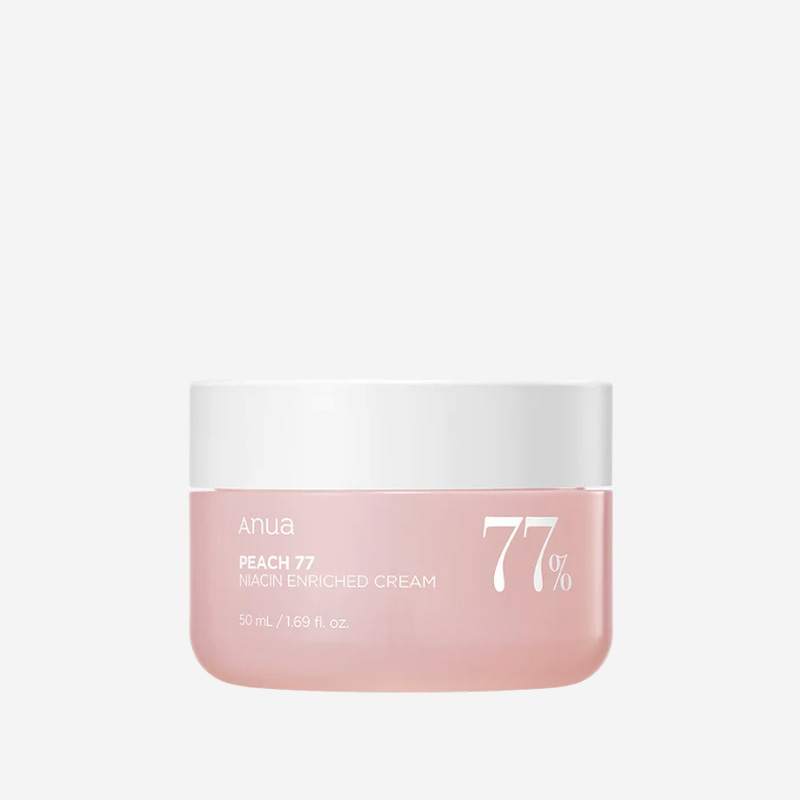 Anua
PEACH 77
NIACIN ENRICHED CREAM
50 mL / 1.69 fl. oz.
77%